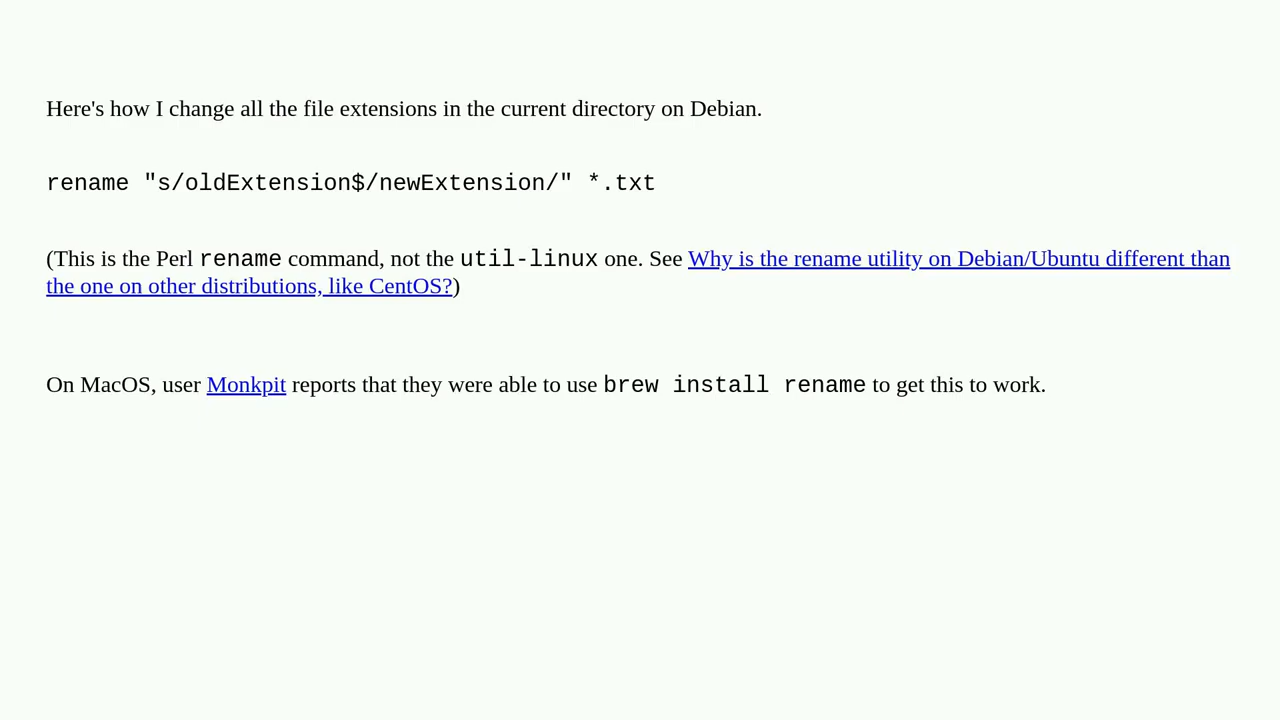 Here's how I change all the file extensions in the current directory on Debian.
rename "s/oldExtension$/newExtension/" *.txt
(This is the Perl rename command, not the util-linux one. See Why is the rename utility on Debian/Ubuntu different than
the one on other distributions, like CentOS?)
On MacOS, user Monkpit reports that they were able to use brew install rename to get this to work.